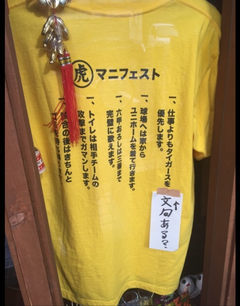 虎 マニフェスト
一、仕事よりもタイガースを
優先します。
一、球場へは家から
ユニホームを着て行きます。
一、六甲おろしは三番まで
完璧に歌えます。
一、トイレは相手チームの
攻撃までガマンします。
の後はきちんと
文句ある?